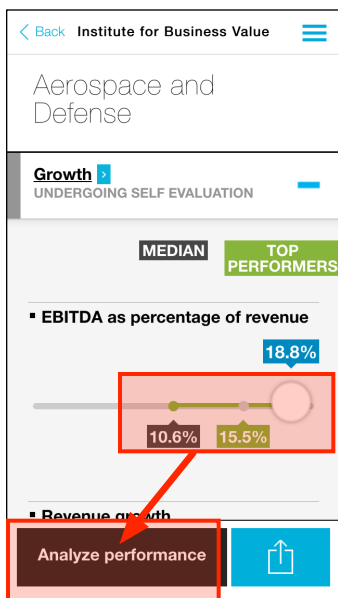 Back Institute for Business Value
Aerospace and
Defense
Growth
UNDERGOING SELF EVALUATION
MEDIAN TOP
PERFORMERS
EBITDA as percentage of revenue
18.8%
10.6% 15.5%
Revenue growth
Analyze performance